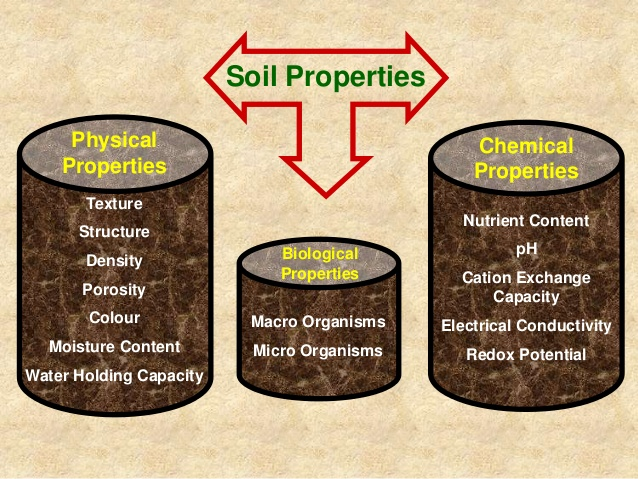 Soil Properties
Physical
Properties
Texture
Structure
Density
Porosity
Colour
Moisture Content
Water Holding Capacity
Biological
Properties
Macro Organisms
Micro Organisms
Chemical
Properties
Nutrient Content
pH
Cation Exchange
Capacity
Electrical Conductivity
Redox Potential